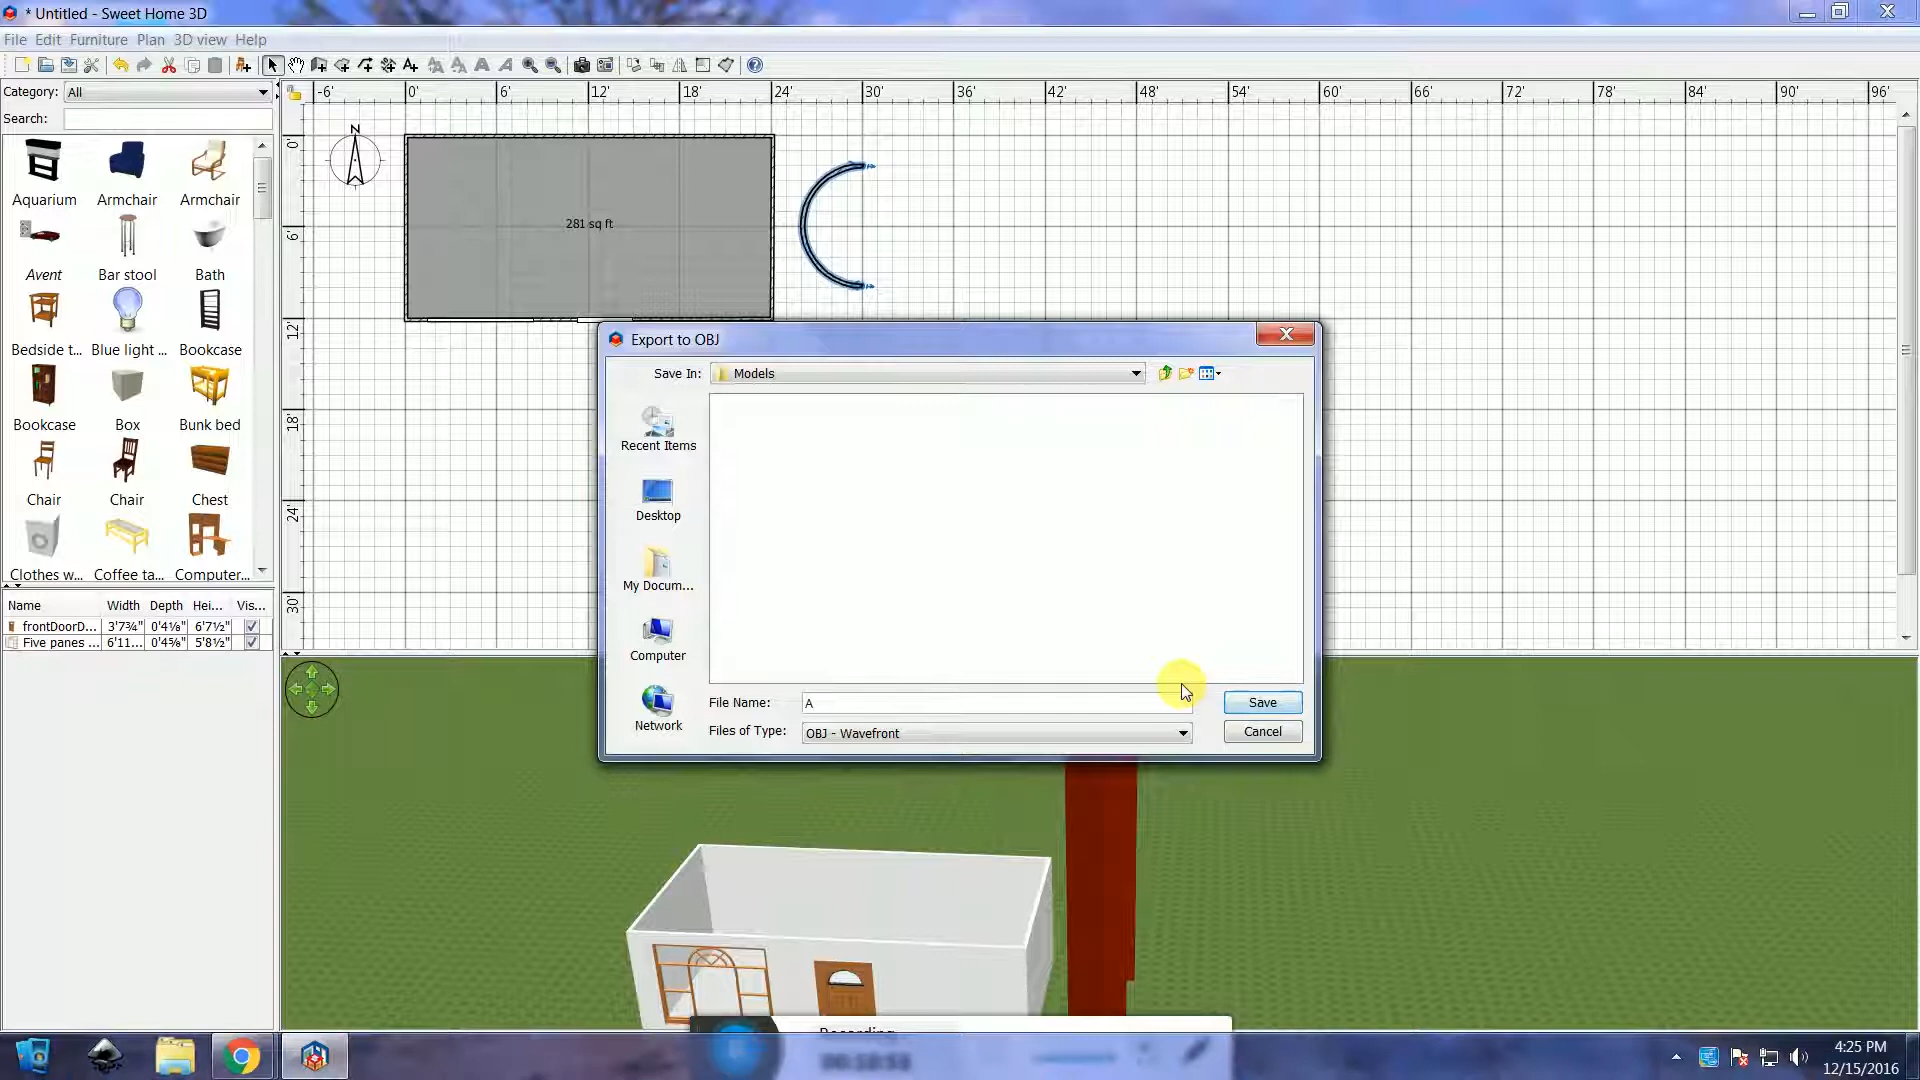 * Untitled - Sweet Home 3D
File Edit Furniture Plan 3D view Help
Category: All
Search:
-6' 0' 6' 12' 18' 24' 30' 36' 42' 48' 54' 60' 66' 72' 78' 84' 90' 96'
0'
6'
12'
18'
24'
30'
N
281 sq ft
Aquarium Armchair Armchair
Avent Bar stool Bath
Bedside t... Blue light ... Bookcase
Bookcase Box Bunk bed
Chair Chair Chest
Clothes w... Coffee ta... Computer...
Name Width Depth Hei... Vis...
frontDoorD... 3'7¾" 0'4⅛" 6'7½"
Five panes ... 6'11... 0'4⅝" 5'8½"
Export to OBJ
Save In: Models
Recent Items
Desktop
My Docum...
Computer
Network
File Name: A
Save
Files of Type: OBJ - Wavefront
Cancel
4:25 PM
12/15/2016